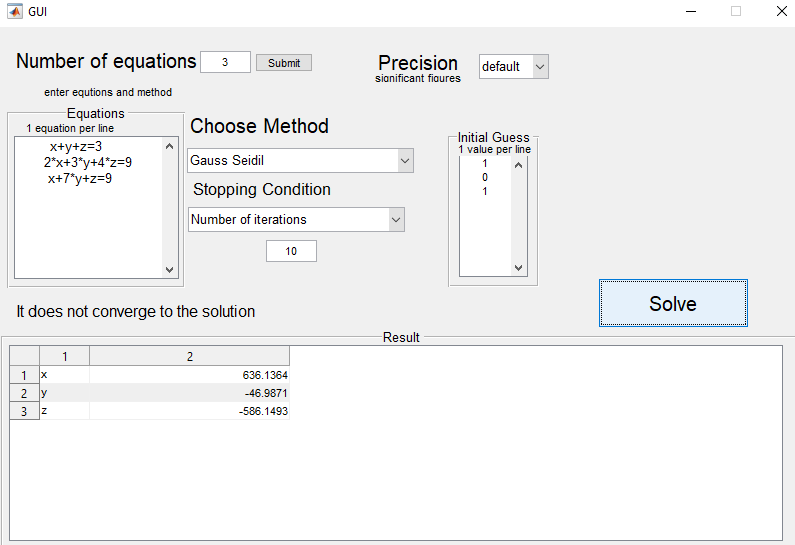 GUI
Number of equations 3 Submit
Precision
significant figures
default
enter eqution​s and method
Equations
1 equation per line
x+y+z=3
2*x+3*y+4*z=9
x+7*y+z=9
Choose Method
Gauss Seidil
Stopping Condition
Number of iterations
10
Initial Guess
1 value per line
1
0
1
Solve
It does not converge to the solution
Result
1 2
1 x 636.1364
2 y -46.9871
3 z -586.1493